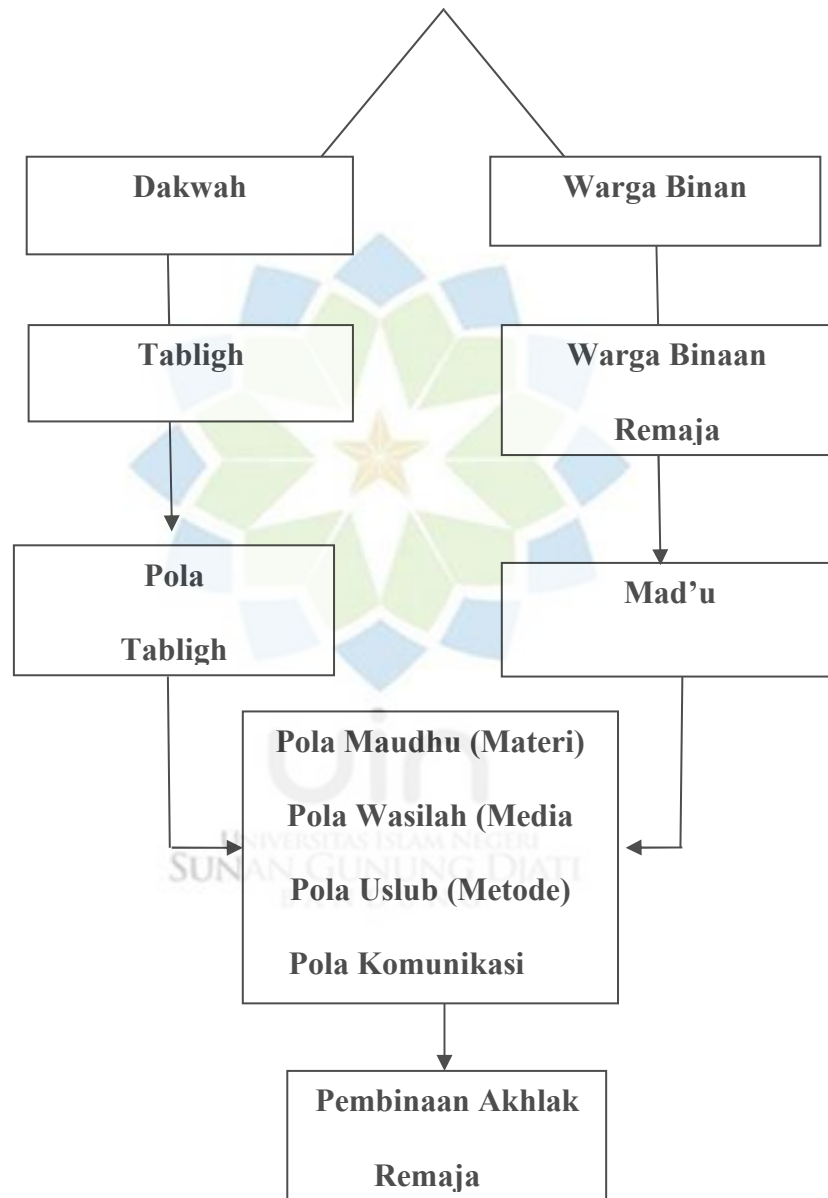 Dakwah
Warga Binan
Tabligh
Warga Binaan
Remaja
Pola
Tabligh
Mad’u
Pola Maudhu (Materi)
Pola Wasilah (Media
Pola Uslub (Metode)
Pola Komunikasi
Pembinaan Akhlak
Remaja
uin
UNIVERSITAS ISLAM NEGERI
SUNAN GUNUNG DJATI